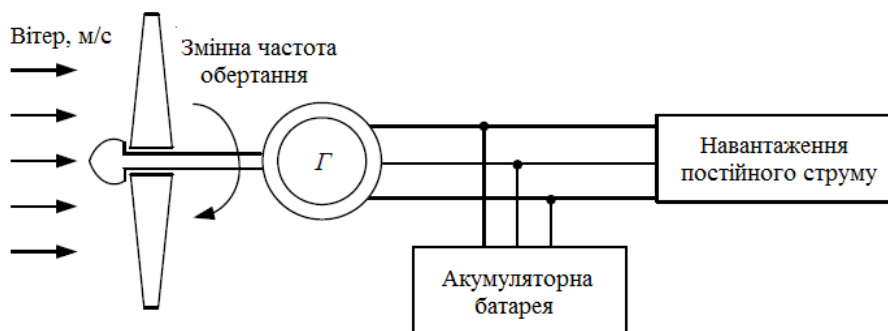 Вітер, м/с
Змінна частота
обертання
Г
Навантаження
постійного струму
Акумуляторна
батарея